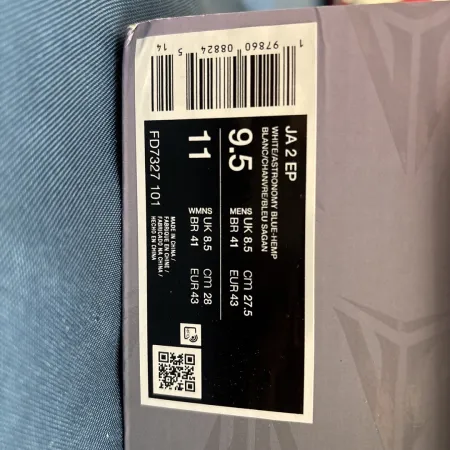 JA 2 EP
WHITE/ASTRONOMY BLUE-HEMP
BLANC/CHANVRE/BLEU SAGAN
9.5
MENS UK 8.5 cm 27.5
BR 41 EUR 43
11
WMNS UK 8.5 cm 28
BR 41 EUR 43
MADE IN CHINA /
FABRIQUE EN CHINE /
FABRICADO NA CHINA /
HECHO EN CHINA
FD7327 101
1 97860 08824 5 14